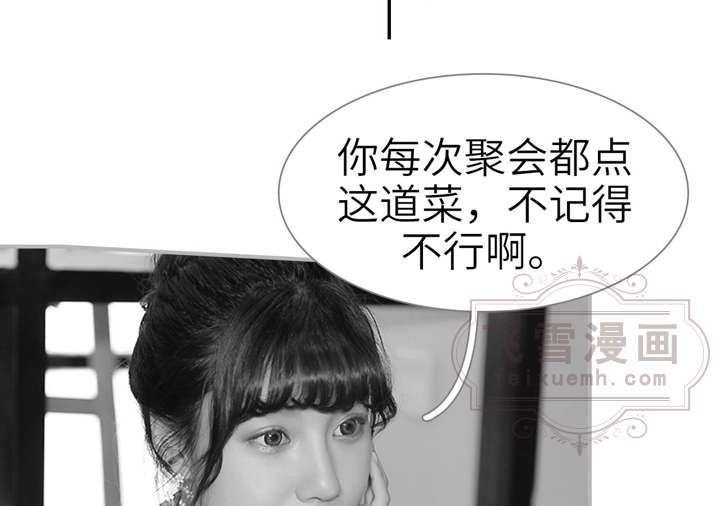 你每次聚会都点
这道菜，不记得
不行啊。
飞雪漫画
feixuemh.com